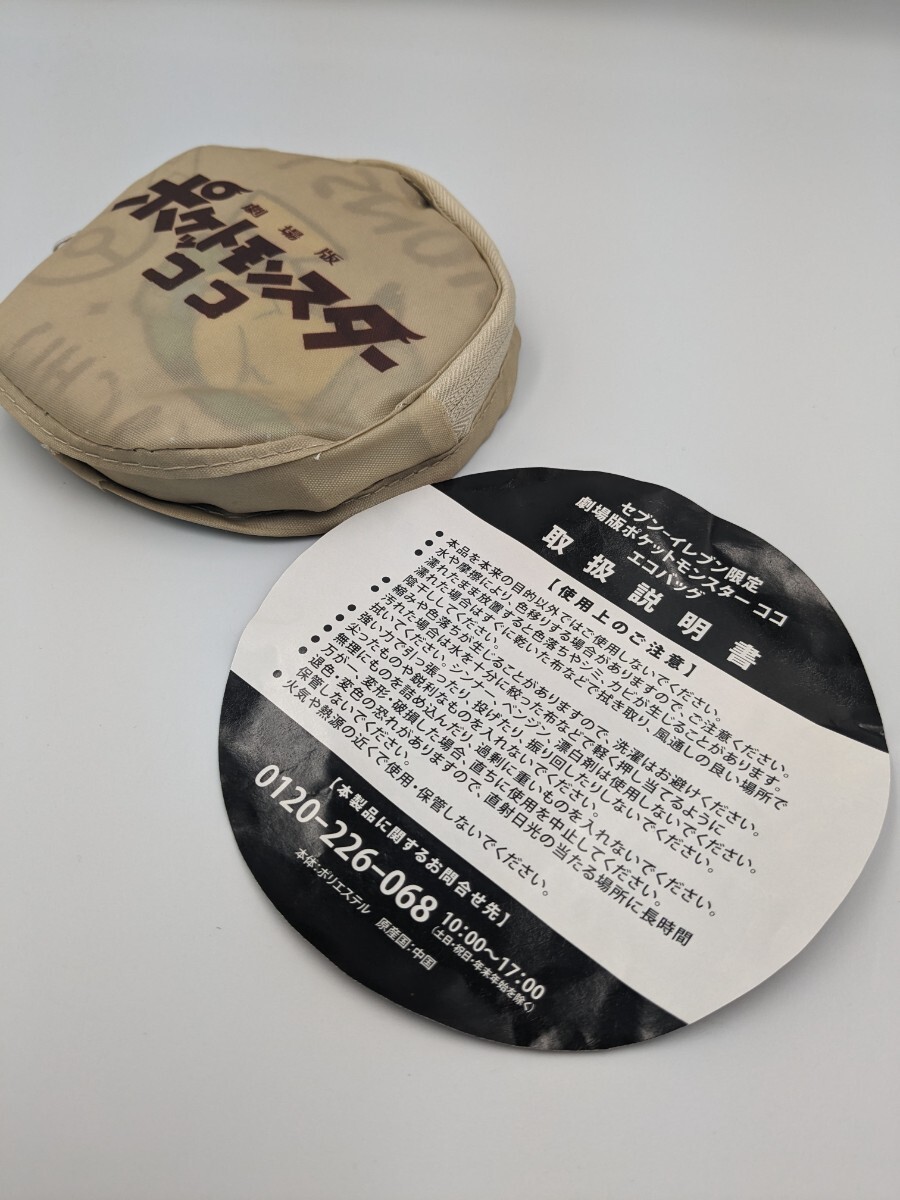 劇場版
ポケットモンスター
ココ
セブン-イレブン限定
劇場版ポケットモンスター ココ
エコバッグ
取扱説明書
【使用上のご注意】
●本品を本来の目的以外ではご使用しないでください。
●水や摩擦により、色移りする場合がありますので、ご注意ください。
●濡れたまま放置すると色落ちやシミ、カビが生じることがあります。
濡れた場合はすぐに乾いた布などで拭き取り、風通しの良い場所で
陰干ししてください。
●縮みや色落ちが生じることがありますので、洗濯はお避けください。
●汚れた場合は水を十分に絞った布などで軽く押し当てるように
拭いてください。シンナー、ベンジン、漂白剤は使用しないでください。
●強い力で引っ張ったり、投げたり、振り回したりしないでください。
●尖ったものや鋭利なものを入れないでください。
●無理にものを詰め込んだり、過剰に重いものを入れないでください。
●万が一、変形・破損した場合、直ちに使用を中止してください。
●退色・変色の恐れがありますので、直射日光の当たる場所に長時間
保管しないでください。
●火気や熱源の近くで使用・保管しないでください。
【本製品に関するお問合せ先】
0120-226-068 10:00〜17:00
(土日・祝日・年末年始を除く)
本体：ポリエステル 原産国：中国